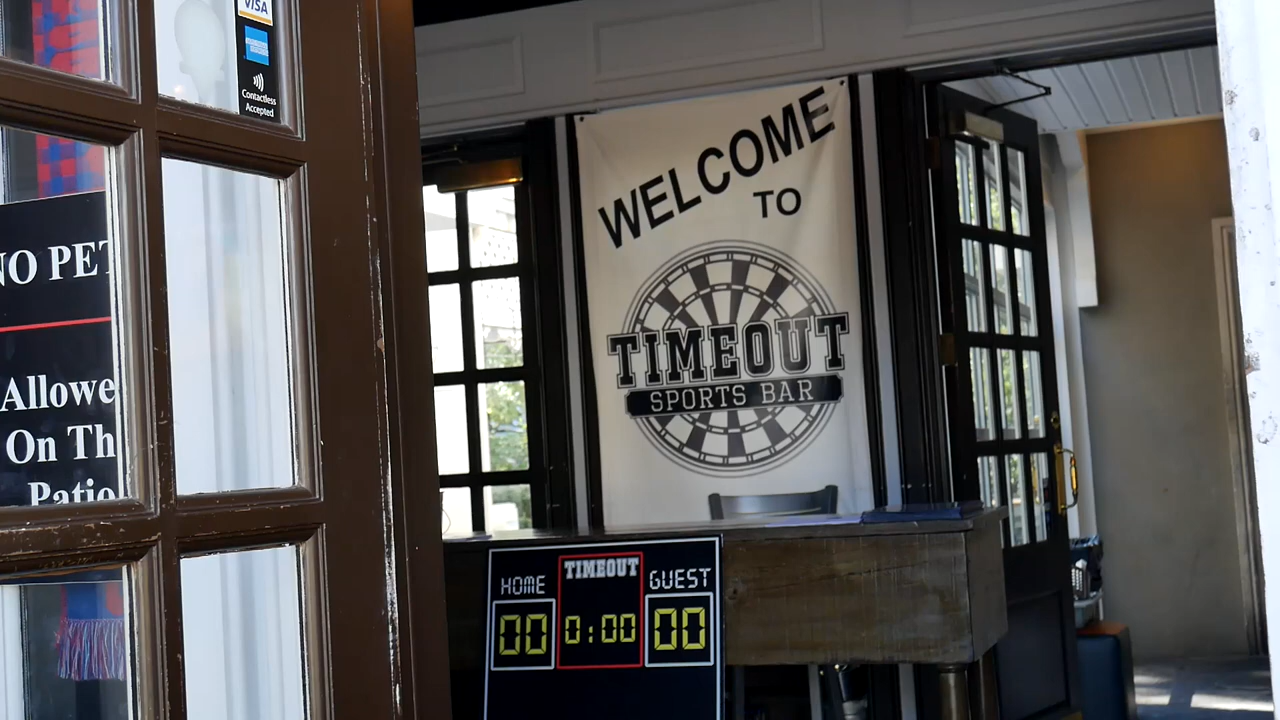 VISA
Contactless
Accepted
NO PET
Allowe
On Th
Patio
WELCOME
TO
TIMEOUT
SPORTS BAR
HOME
TIMEOUT
GUEST
00
0:00
00